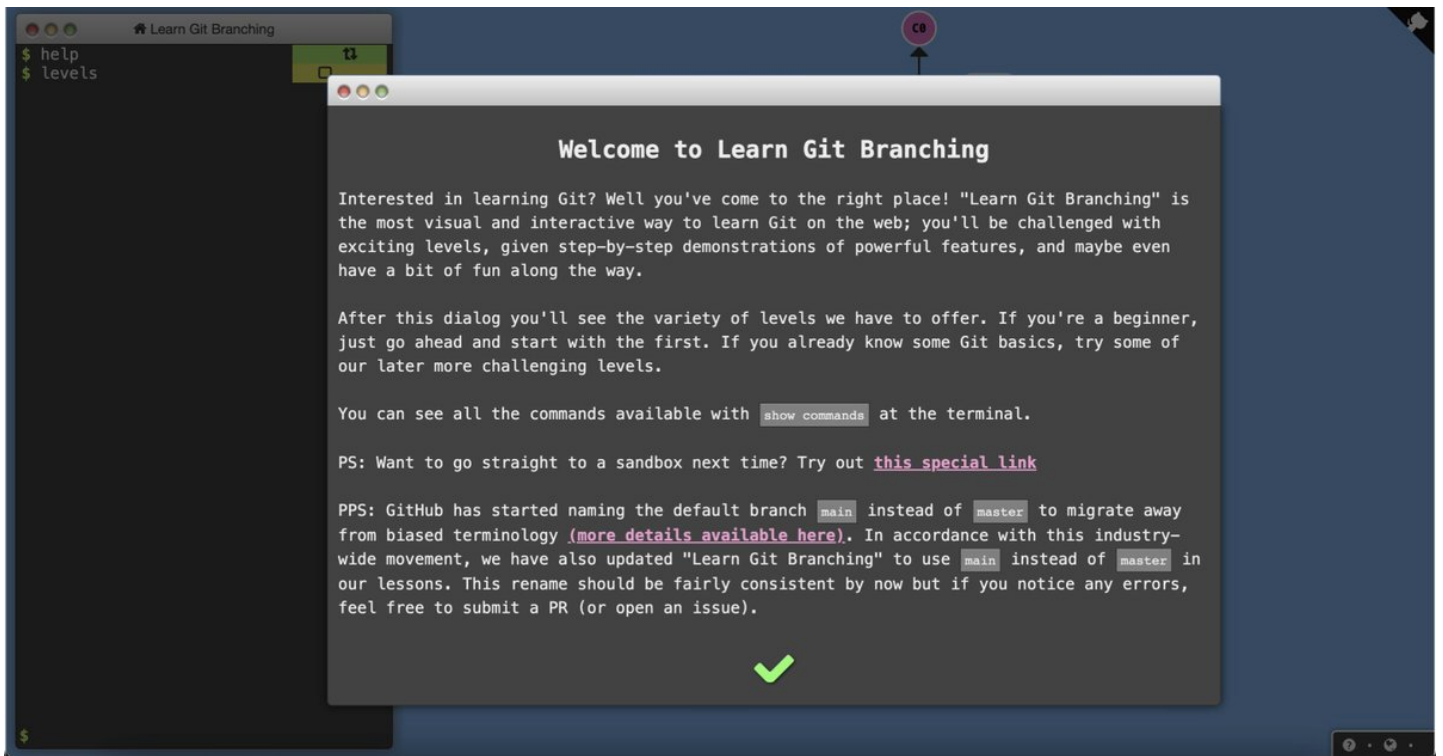 Learn Git Branching
C0
$ help
$ levels
Welcome to Learn Git Branching
Interested in learning Git? Well you've come to the right place! "Learn Git Branching" is
the most visual and interactive way to learn Git on the web; you'll be challenged with
exciting levels, given step-by-step demonstrations of powerful features, and maybe even
have a bit of fun along the way.
After this dialog you'll see the variety of levels we have to offer. If you're a beginner,
just go ahead and start with the first. If you already know some Git basics, try some of
our later more challenging levels.
You can see all the commands available with show commands at the terminal.
PS: Want to go straight to a sandbox next time? Try out this special link
PPS: GitHub has started naming the default branch main instead of master to migrate away
from biased terminology (more details available here). In accordance with this industry-
wide movement, we have also updated "Learn Git Branching" to use main instead of master in
our lessons. This rename should be fairly consistent by now but if you notice any errors,
feel free to submit a PR (or open an issue).
$